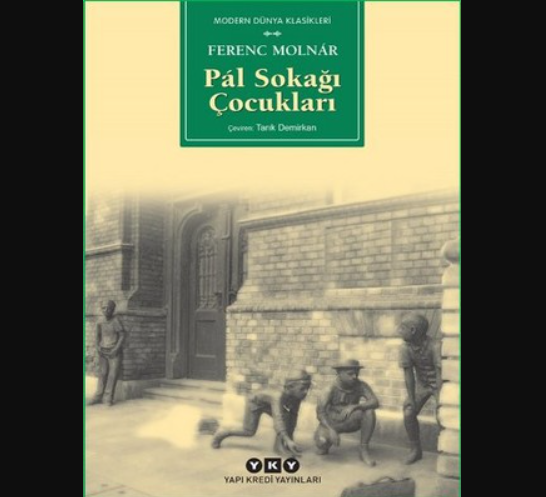 MODERN DÜNYA KLASİKLERİ
FERENC MOLNÁR
Pál Sokağı
Çocukları
Çeviren: Tarık Demirkan
YKY
YAPI KREDİ YAYINLARI